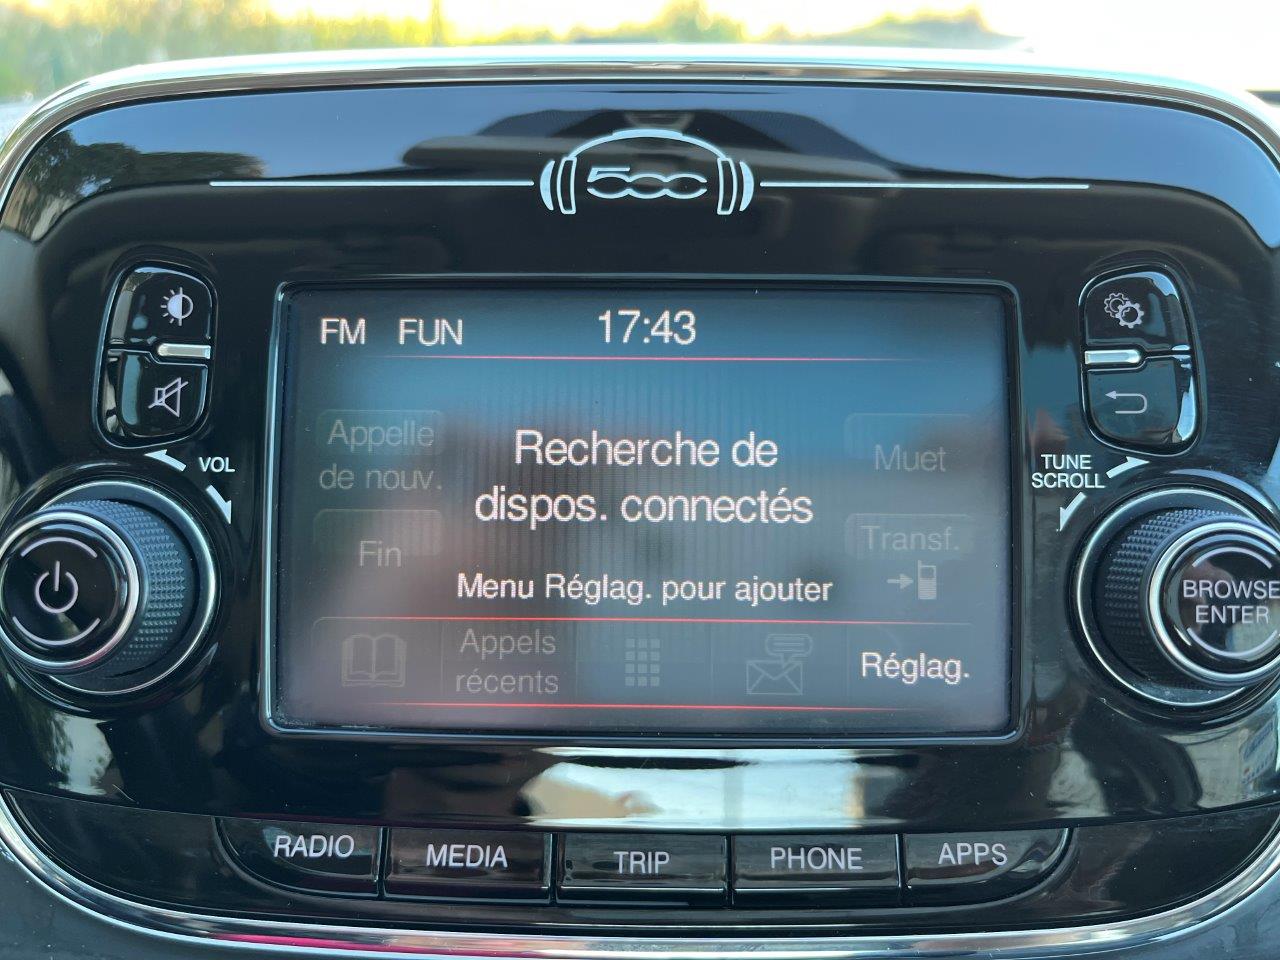 500
FM FUN 17:43
Appelle
de nouv.
Recherche de
dispos. connectés
Muet
Fin
Transf.
Menu Réglag. pour ajouter
Appels
récents
Réglag.
VOL
TUNE
SCROLL
BROWSE
ENTER
RADIO MEDIA TRIP PHONE APPS